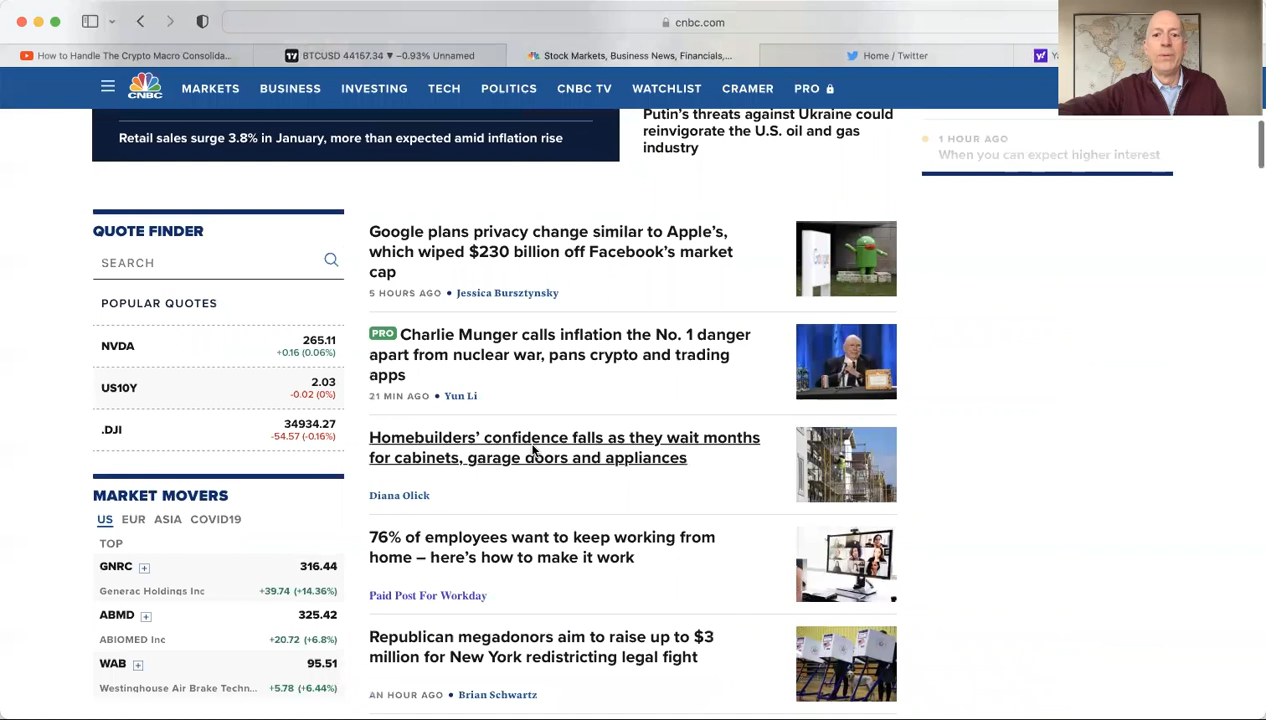 cnbc.com
How to Handle The Crypto Macro Consolida...
BTCUSD 44157.34 ▼ −0.93% Unnamed
Stock Markets, Business News, Financials,...
Home / Twitter
CNBC
MARKETS BUSINESS INVESTING TECH POLITICS CNBC TV WATCHLIST CRAMER PRO
Retail sales surge 3.8% in January, more than expected amid inflation rise
Putin's threats against Ukraine could
reinvigorate the U.S. oil and gas
industry
1 HOUR AGO
When you can expect higher interest
QUOTE FINDER
SEARCH
POPULAR QUOTES
NVDA 265.11
+0.16 (0.06%)
US10Y 2.03
-0.02 (0%)
.DJI 34934.27
-54.57 (-0.16%)
MARKET MOVERS
US EUR ASIA COVID19
TOP
GNRC 316.44
Generac Holdings Inc +39.74 (+14.36%)
ABMD 325.42
ABIOMED Inc +20.72 (+6.8%)
WAB 95.51
Westinghouse Air Brake Techn... +5.78 (+6.44%)
Google plans privacy change similar to Apple's,
which wiped $230 billion off Facebook's market
cap
5 HOURS AGO • Jessica Bursztynsky
PRO Charlie Munger calls inflation the No. 1 danger
apart from nuclear war, pans crypto and trading
apps
21 MIN AGO • Yun Li
Homebuilders' confidence falls as they wait months
for cabinets, garage doors and appliances
Diana Olick
76% of employees want to keep working from
home – here's how to make it work
Paid Post For Workday
Republican megadonors aim to raise up to $3
million for New York redistricting legal fight
AN HOUR AGO • Brian Schwartz